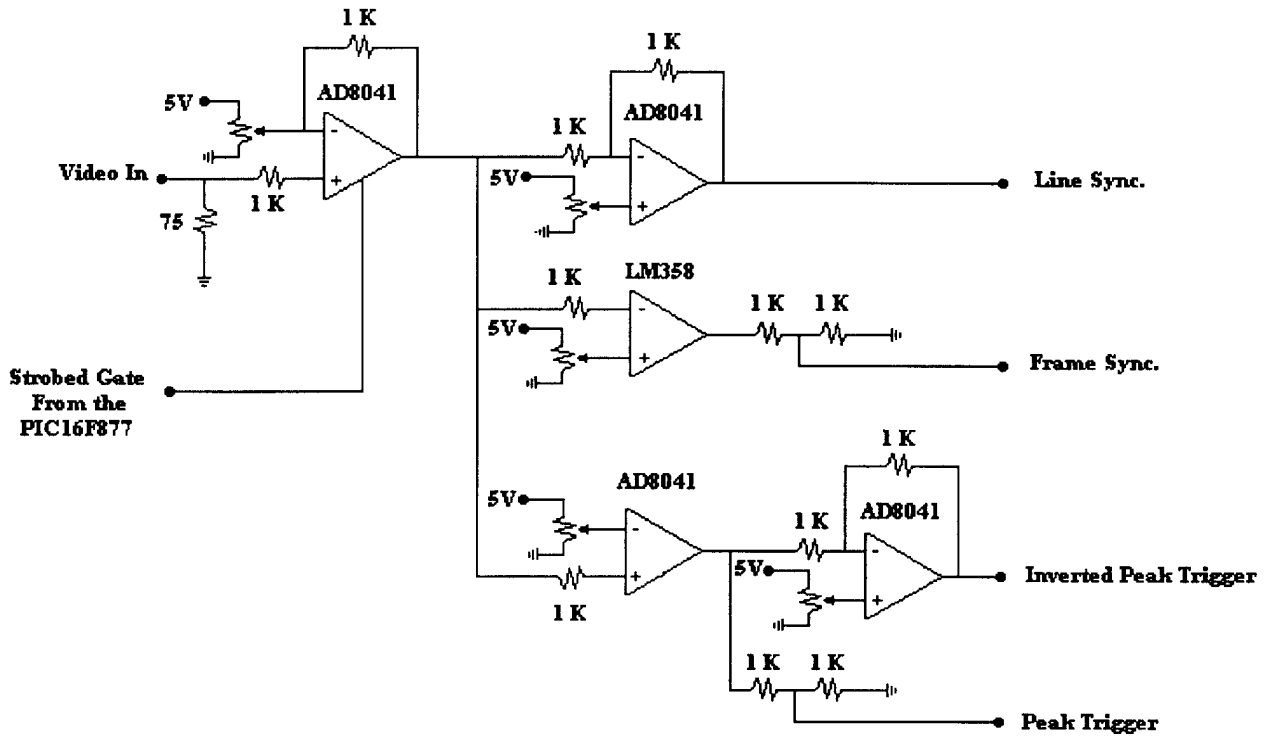 1 K
AD8041
5V
-
+
Video In
1 K
75
Strobed Gate
From the
PIC16F877
1 K
AD8041
1 K
5V
-
+
Line Sync.
LM358
1 K
5V
-
+
1 K
1 K
Frame Sync.
AD8041
5V
-
+
1 K
1 K
AD8041
1 K
5V
-
+
Inverted Peak Trigger
1 K
1 K
Peak Trigger